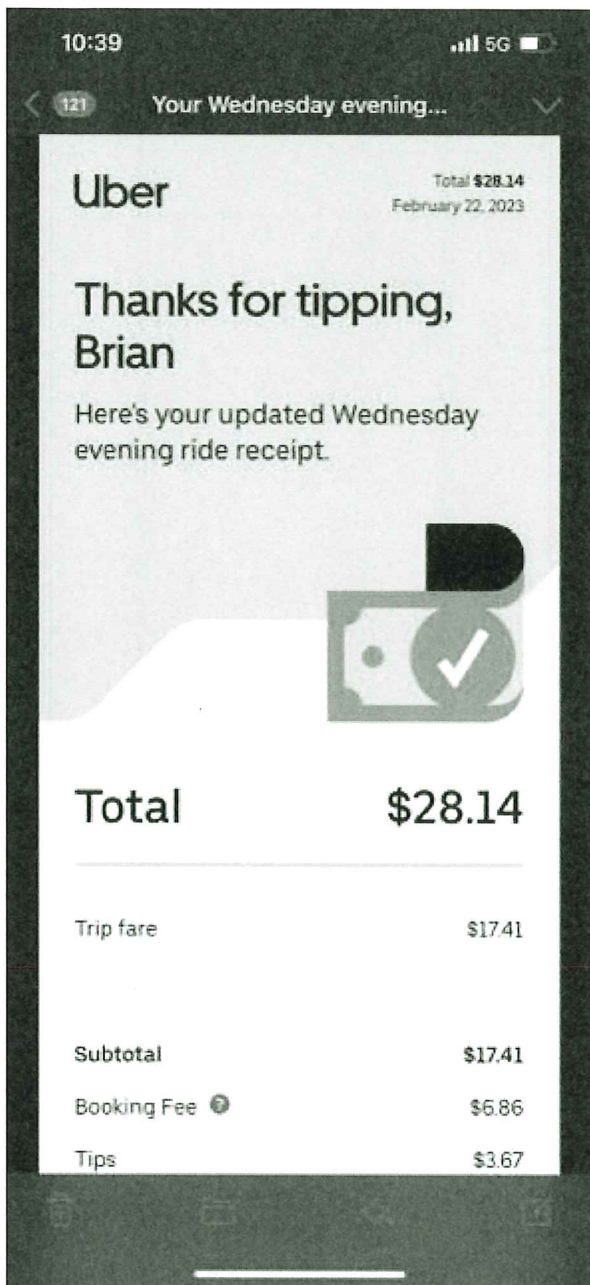 10:39 5G
121 Your Wednesday evening...
Uber
Total $28.14
February 22, 2023
Thanks for tipping,
Brian
Here's your updated Wednesday
evening ride receipt.
Total $28.14
Trip fare $17.41
Subtotal $17.41
Booking Fee ? $6.86
Tips $3.67